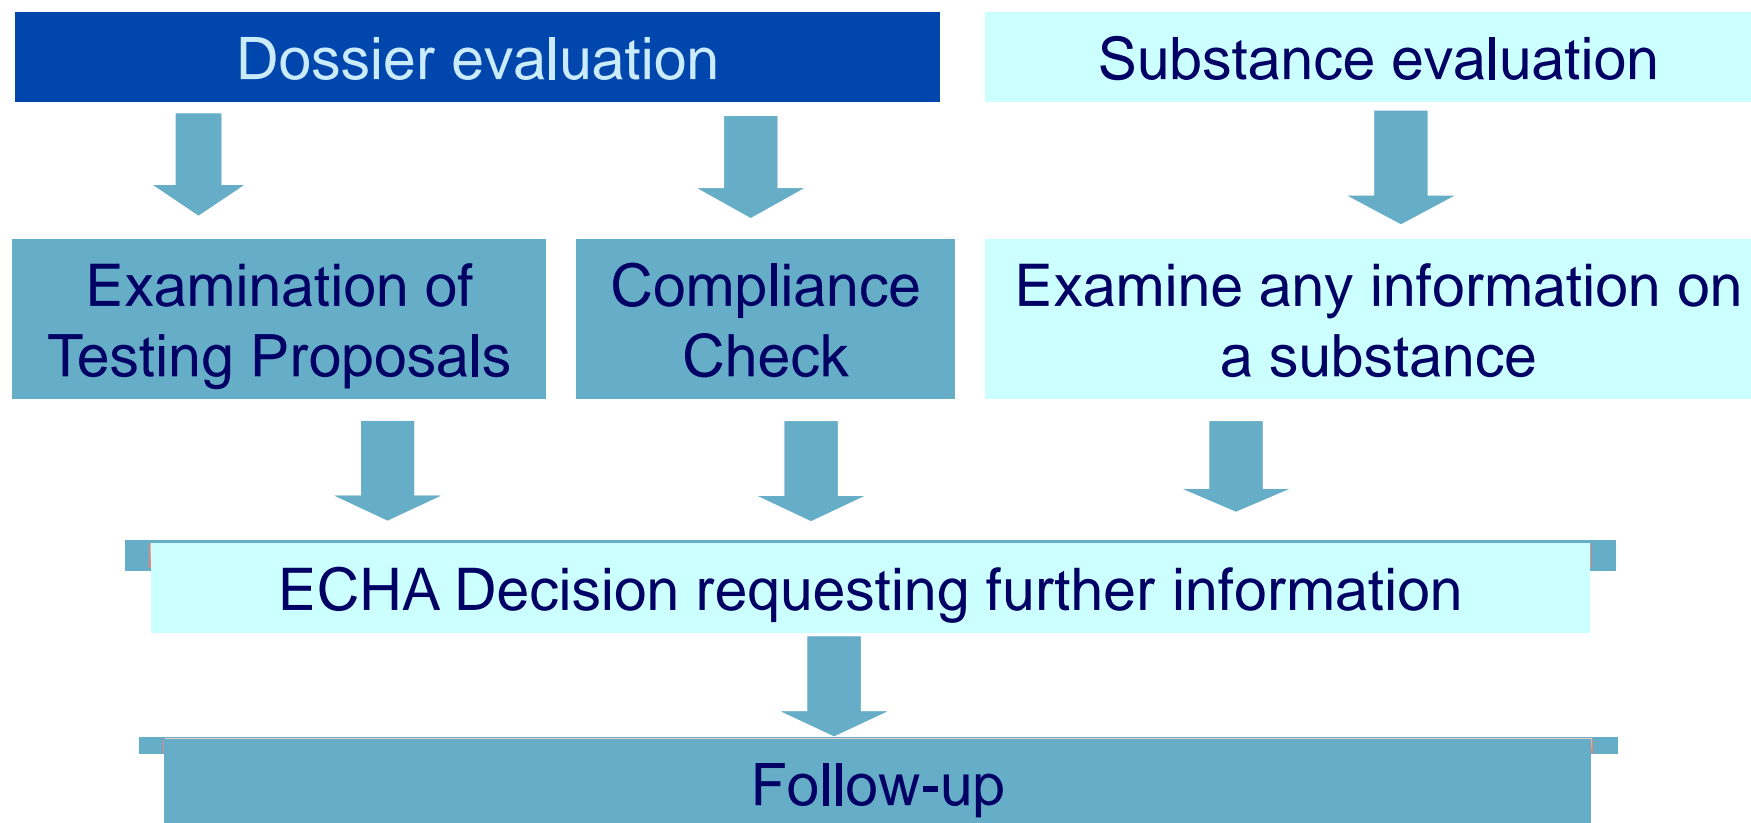 Dossier evaluation
Substance evaluation
Examination of
Testing Proposals
Compliance
Check
Examine any information on
a substance
ECHA Decision requesting further information
Follow-up